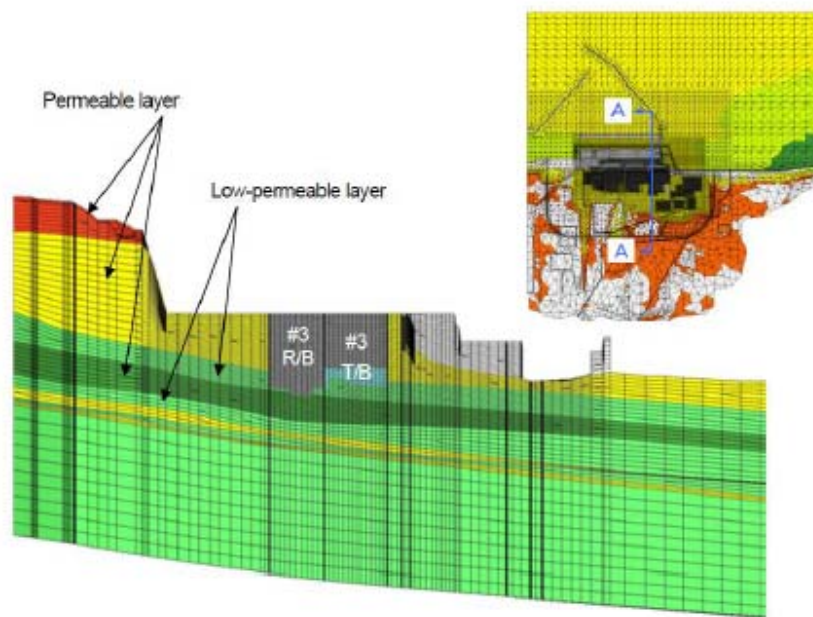 Permeable layer
Low-permeable layer
#3
R/B
#3
T/B
A
A